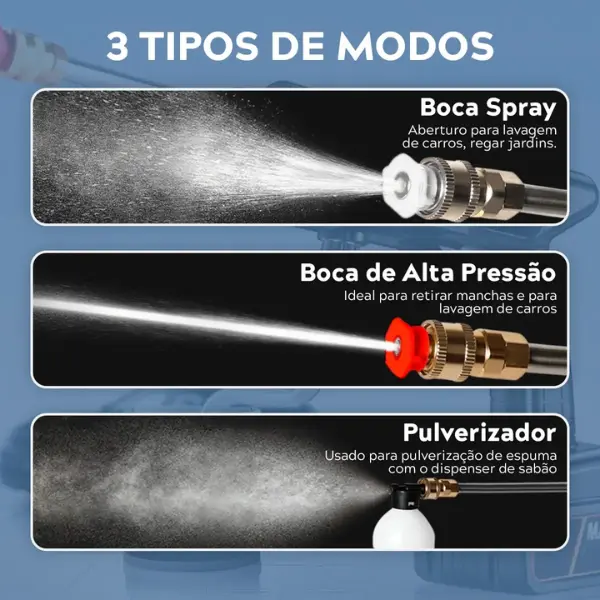 3 TIPOS DE MODOS
Boca Spray
Aberturo para lavagem
de carros, regar jardins.
Boca de Alta Pressão
Ideal para retirar manchas e para
lavagem de carros
Pulverizador
Usado para pulverização de espuma
com o dispenser de sabão